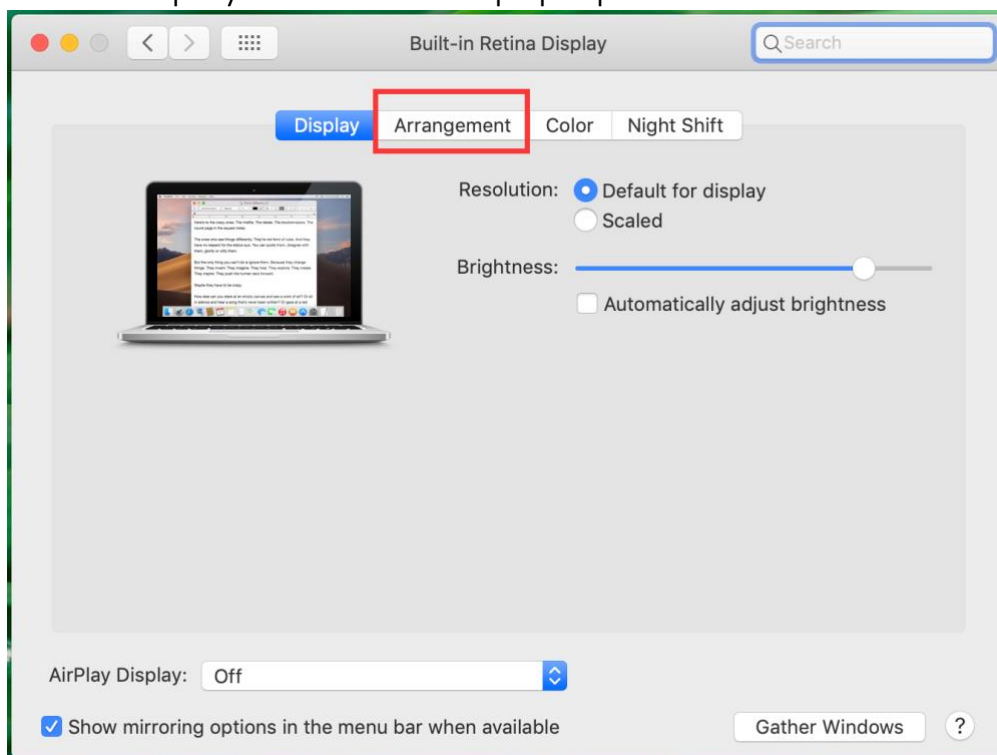 Built-in Retina Display
Search
Display Arrangement Color Night Shift
Resolution: Default for display
Scaled
Brightness:
Automatically adjust brightness
AirPlay Display: Off
Show mirroring options in the menu bar when available
Gather Windows ?